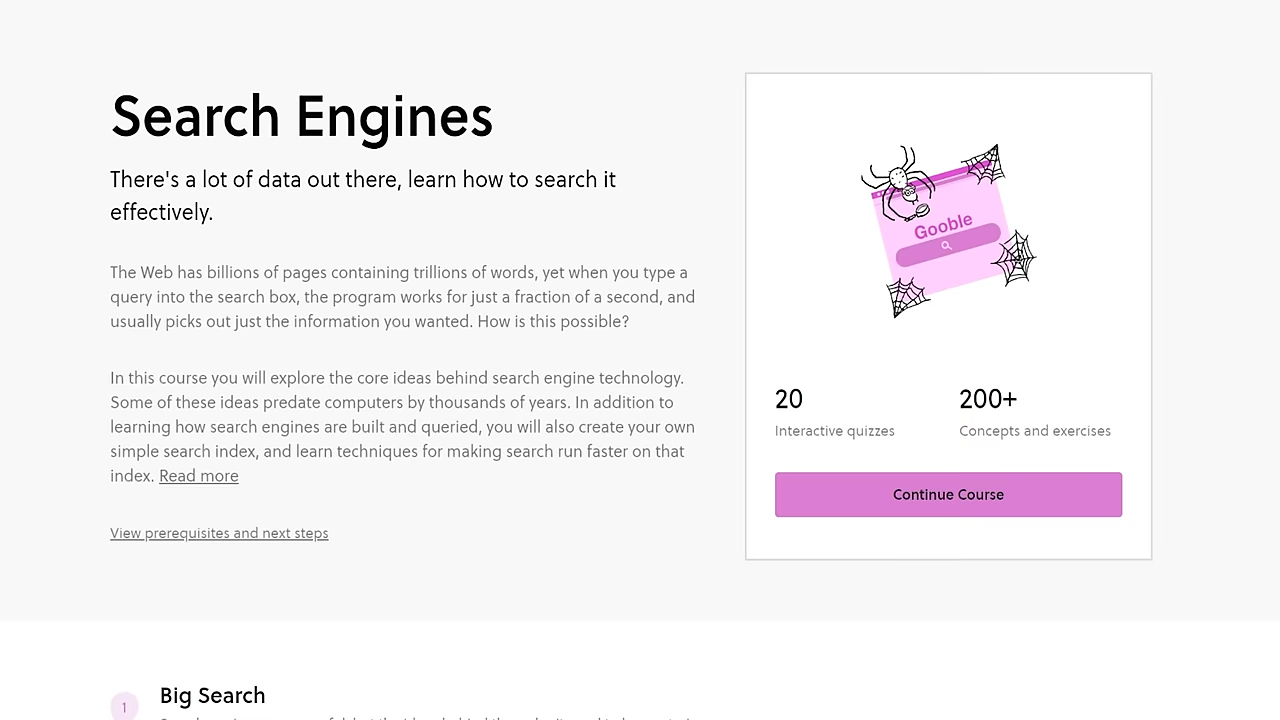 Search Engines
There's a lot of data out there, learn how to search it
effectively.
The Web has billions of pages containing trillions of words, yet when you type a
query into the search box, the program works for just a fraction of a second, and
usually picks out just the information you wanted. How is this possible?
In this course you will explore the core ideas behind search engine technology.
Some of these ideas predate computers by thousands of years. In addition to
learning how search engines are built and queried, you will also create your own
simple search index, and learn techniques for making search run faster on that
index. Read more
View prerequisites and next steps
Gooble
20
Interactive quizzes
200+
Concepts and exercises
Continue Course
1
Big Search